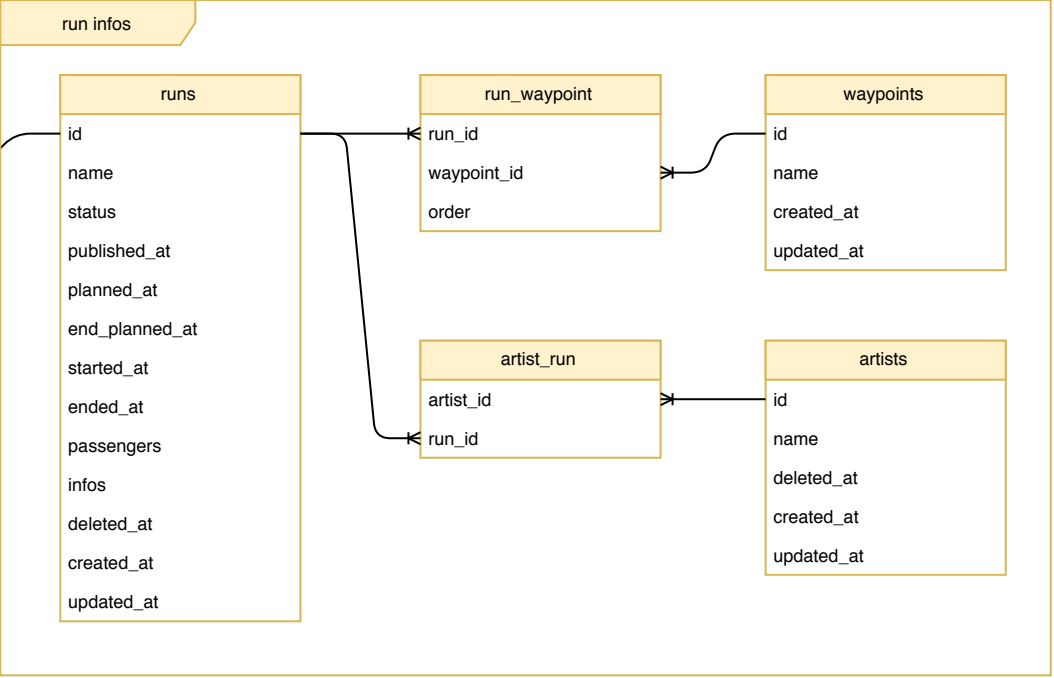 run infos
runs
id
name
status
published_at
planned_at
end_planned_at
started_at
ended_at
passengers
infos
deleted_at
created_at
updated_at
run_waypoint
run_id
waypoint_id
order
waypoints
id
name
created_at
updated_at
artist_run
artist_id
run_id
artists
id
name
deleted_at
created_at
updated_at